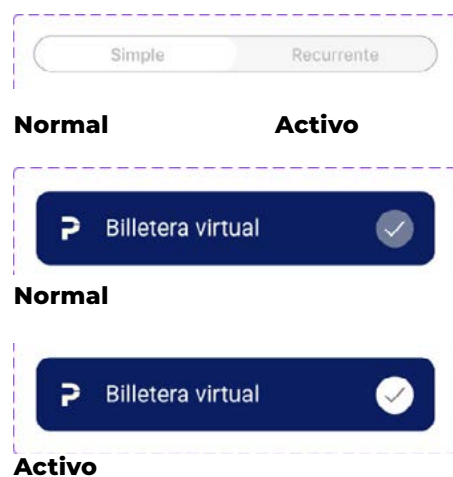 Simple Recurrente
Normal Activo
Billetera virtual
Normal
Billetera virtual
Activo